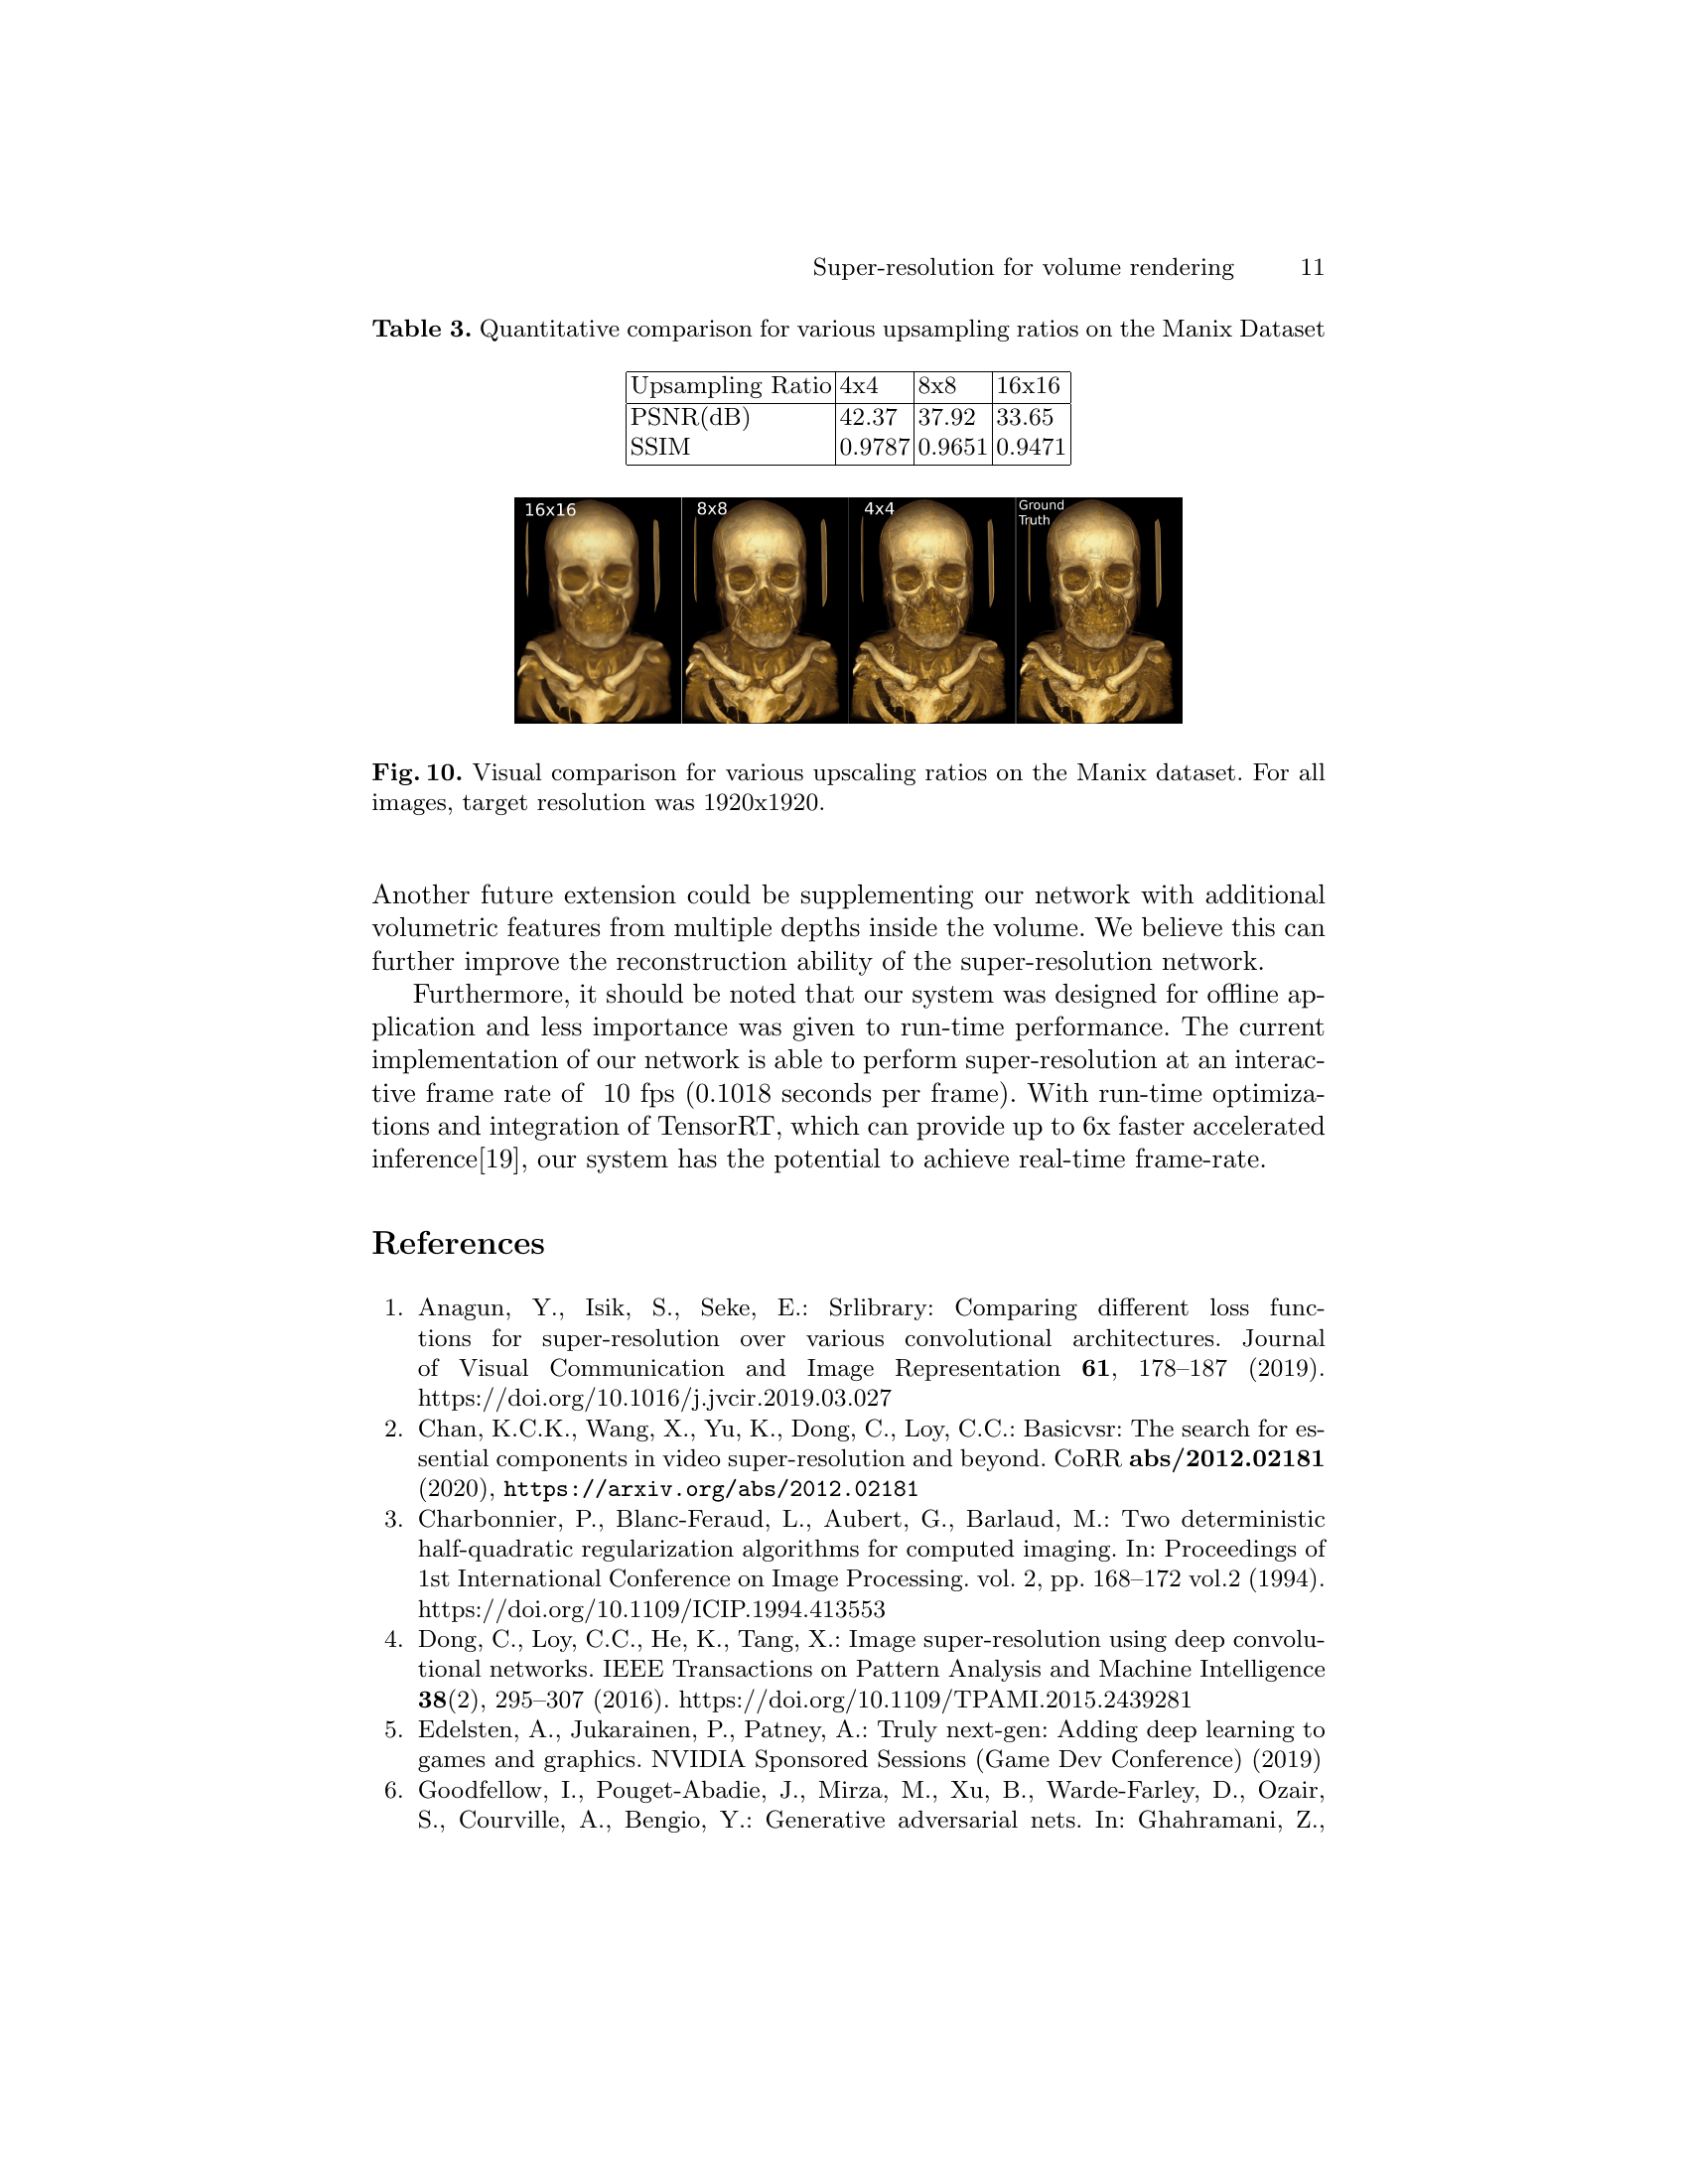 Super-resolution for volume rendering 11
Table 3. Quantitative comparison for various upsampling ratios on the Manix Dataset
Upsampling Ratio 4x4 8x8 16x16
PSNR(dB) 42.37 37.92 33.65
SSIM 0.9787 0.9651 0.9471
16x16 8x8 4x4 Ground
Truth
Fig. 10. Visual comparison for various upscaling ratios on the Manix dataset. For all
images, target resolution was 1920x1920.
Another future extension could be supplementing our network with additional
volumetric features from multiple depths inside the volume. We believe this can
further improve the reconstruction ability of the super-resolution network.
Furthermore, it should be noted that our system was designed for offline ap-
plication and less importance was given to run-time performance. The current
implementation of our network is able to perform super-resolution at an interac-
tive frame rate of 10 fps (0.1018 seconds per frame). With run-time optimiza-
tions and integration of TensorRT, which can provide up to 6x faster accelerated
inference[19], our system has the potential to achieve real-time frame-rate.
References
1. Anagun, Y., Isik, S., Seke, E.: Srlibrary: Comparing different loss func-
tions for super-resolution over various convolutional architectures. Journal
of Visual Communication and Image Representation 61, 178–187 (2019).
https://doi.org/10.1016/j.jvcir.2019.03.027
2. Chan, K.C.K., Wang, X., Yu, K., Dong, C., Loy, C.C.: Basicvsr: The search for es-
sential components in video super-resolution and beyond. CoRR abs/2012.02181
(2020), https://arxiv.org/abs/2012.02181
3. Charbonnier, P., Blanc-Feraud, L., Aubert, G., Barlaud, M.: Two deterministic
half-quadratic regularization algorithms for computed imaging. In: Proceedings of
1st International Conference on Image Processing. vol. 2, pp. 168–172 vol.2 (1994).
https://doi.org/10.1109/ICIP.1994.413553
4. Dong, C., Loy, C.C., He, K., Tang, X.: Image super-resolution using deep convolu-
tional networks. IEEE Transactions on Pattern Analysis and Machine Intelligence
38(2), 295–307 (2016). https://doi.org/10.1109/TPAMI.2015.2439281
5. Edelsten, A., Jukarainen, P., Patney, A.: Truly next-gen: Adding deep learning to
games and graphics. NVIDIA Sponsored Sessions (Game Dev Conference) (2019)
6. Goodfellow, I., Pouget-Abadie, J., Mirza, M., Xu, B., Warde-Farley, D., Ozair,
S., Courville, A., Bengio, Y.: Generative adversarial nets. In: Ghahramani, Z.,